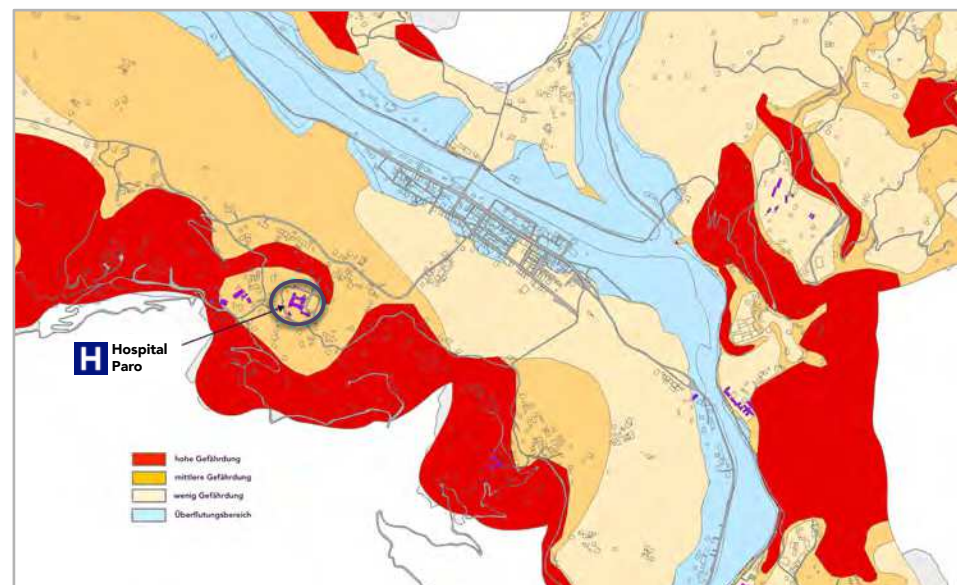 H Hospital
Paro
hohe Gefährdung
mittlere Gefährdung
wenig Gefährdung
Überflutungsbereich